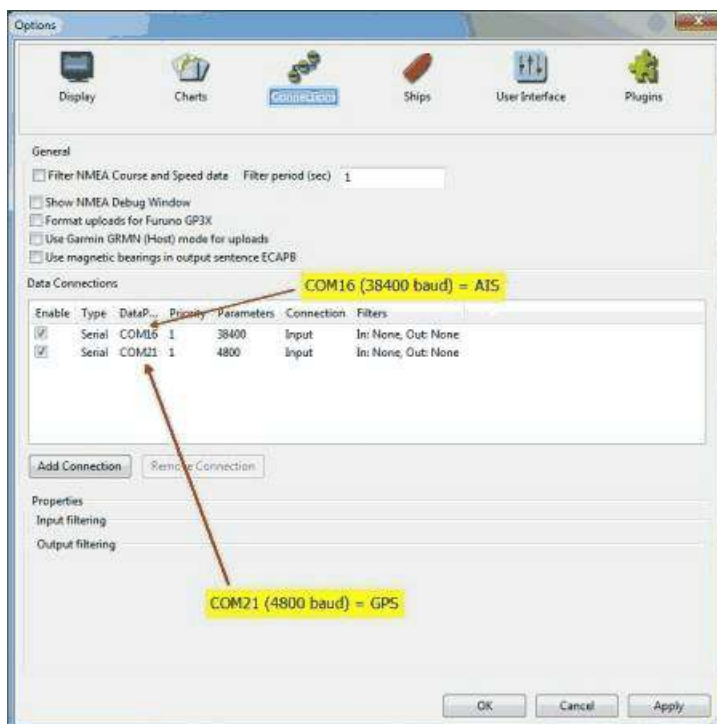 Options
Display Charts Connections Ships User Interface Plugins
General
Filter NMEA Course and Speed data Filter period (sec) 1
Show NMEA Debug Window
Format uploads for Furuno GP3X
Use Garmin GRMN (Host) mode for uploads
Use magnetic bearings in output sentence ECAPB
COM16 (38400 baud) = AIS
Data Connections
Enable Type DataP... Priority Parameters Connection Filters
Serial COM16 1 38400 Input In: None, Out: None
Serial COM21 1 4800 Input In: None, Out: None
Add Connection Remove Connection
Properties
Input filtering
Output filtering
COM21 (4800 baud) = GPS
OK Cancel Apply